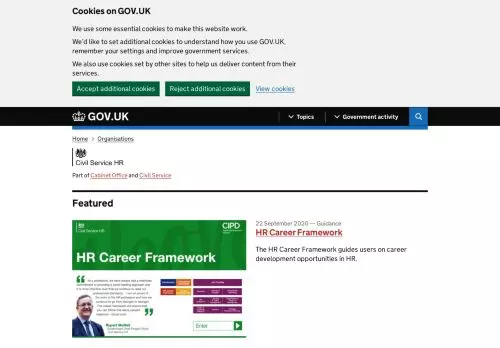 Cookies on GOV.UK
We use some essential cookies to make this website work.
We'd like to set additional cookies to understand how you use GOV.UK,
remember your settings and improve government services.
We also use cookies set by other sites to help us deliver content from their
services.
Accept additional cookies
Reject additional cookies
View cookies
GOV.UK
Topics
Government activity
Home
Organisations
Civil Service HR
Part of Cabinet Office and Civil Service
Featured
Civil Service HR
CIPD
HR Career Framework
Enter
22 September 2020 — Guidance
HR Career Framework
The HR Career Framework guides users on career
development opportunities in HR.